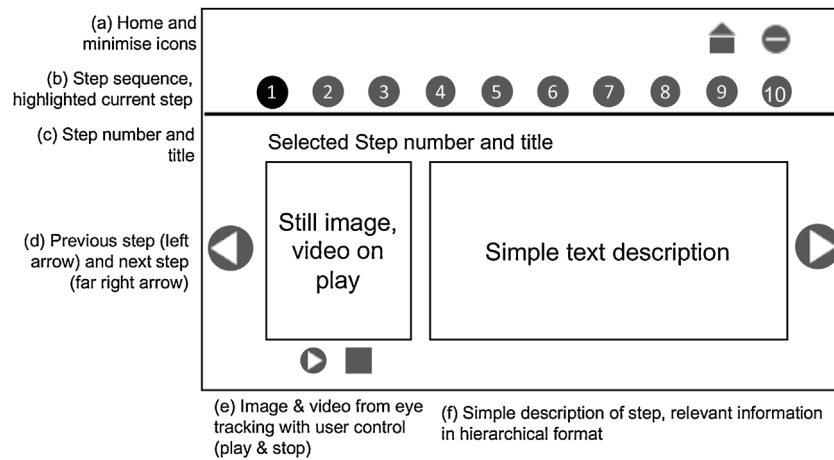 (a) Home and
minimise icons
(b) Step sequence,
highlighted current step
1 2 3 4 5 6 7 8 9 10
(c) Step number and
title
Selected Step number and title
(d) Previous step (left
arrow) and next step
(far right arrow)
Still image,
video on
play
Simple text description
(e) Image & video from eye
tracking with user control
(play & stop)
(f) Simple description of step, relevant information
in hierarchical format